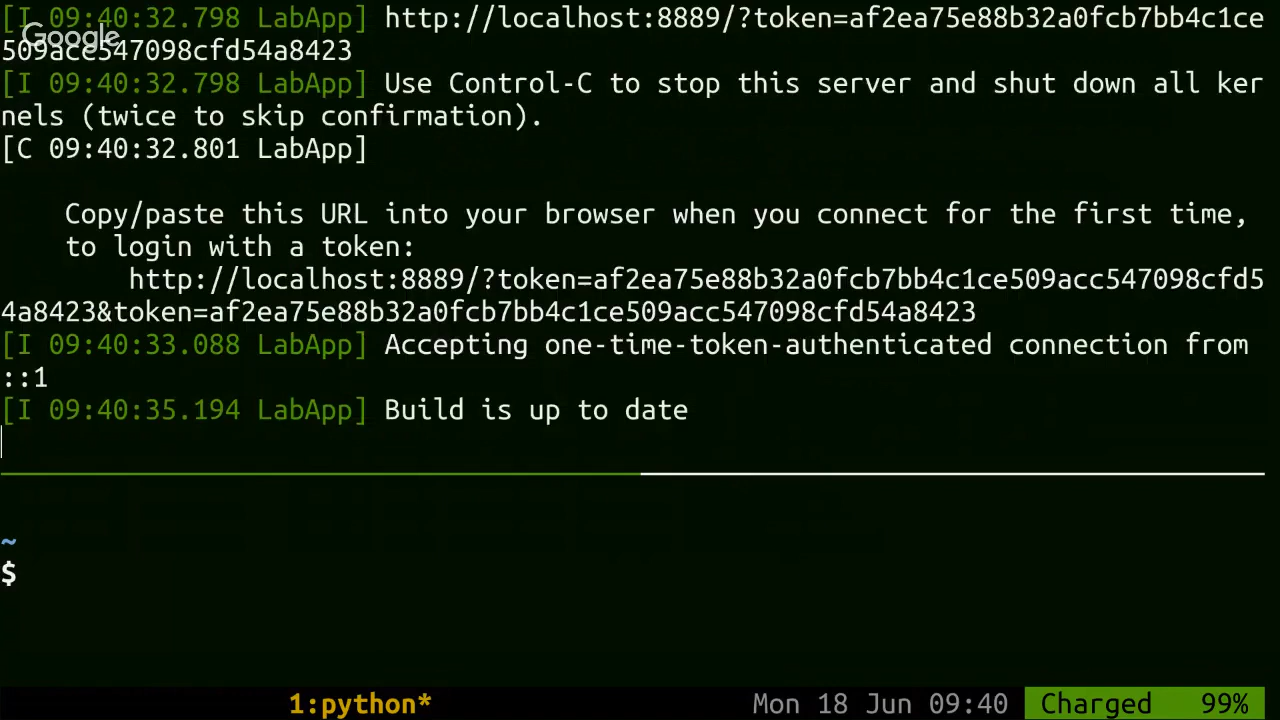 [I 09:40:32.798 LabApp] http://localhost:8889/?token=af2ea75e88b32a0fcb7bb4c1ce
Google
509acc547098cfd54a8423
[I 09:40:32.798 LabApp] Use Control-C to stop this server and shut down all ker
nels (twice to skip confirmation).
[C 09:40:32.801 LabApp]
Copy/paste this URL into your browser when you connect for the first time,
to login with a token:
http://localhost:8889/?token=af2ea75e88b32a0fcb7bb4c1ce509acc547098cfd5
4a8423&token=af2ea75e88b32a0fcb7bb4c1ce509acc547098cfd54a8423
[I 09:40:33.088 LabApp] Accepting one-time-token-authenticated connection from
::1
[I 09:40:35.194 LabApp] Build is up to date
~
$
1:python* Mon 18 Jun 09:40 Charged 99%